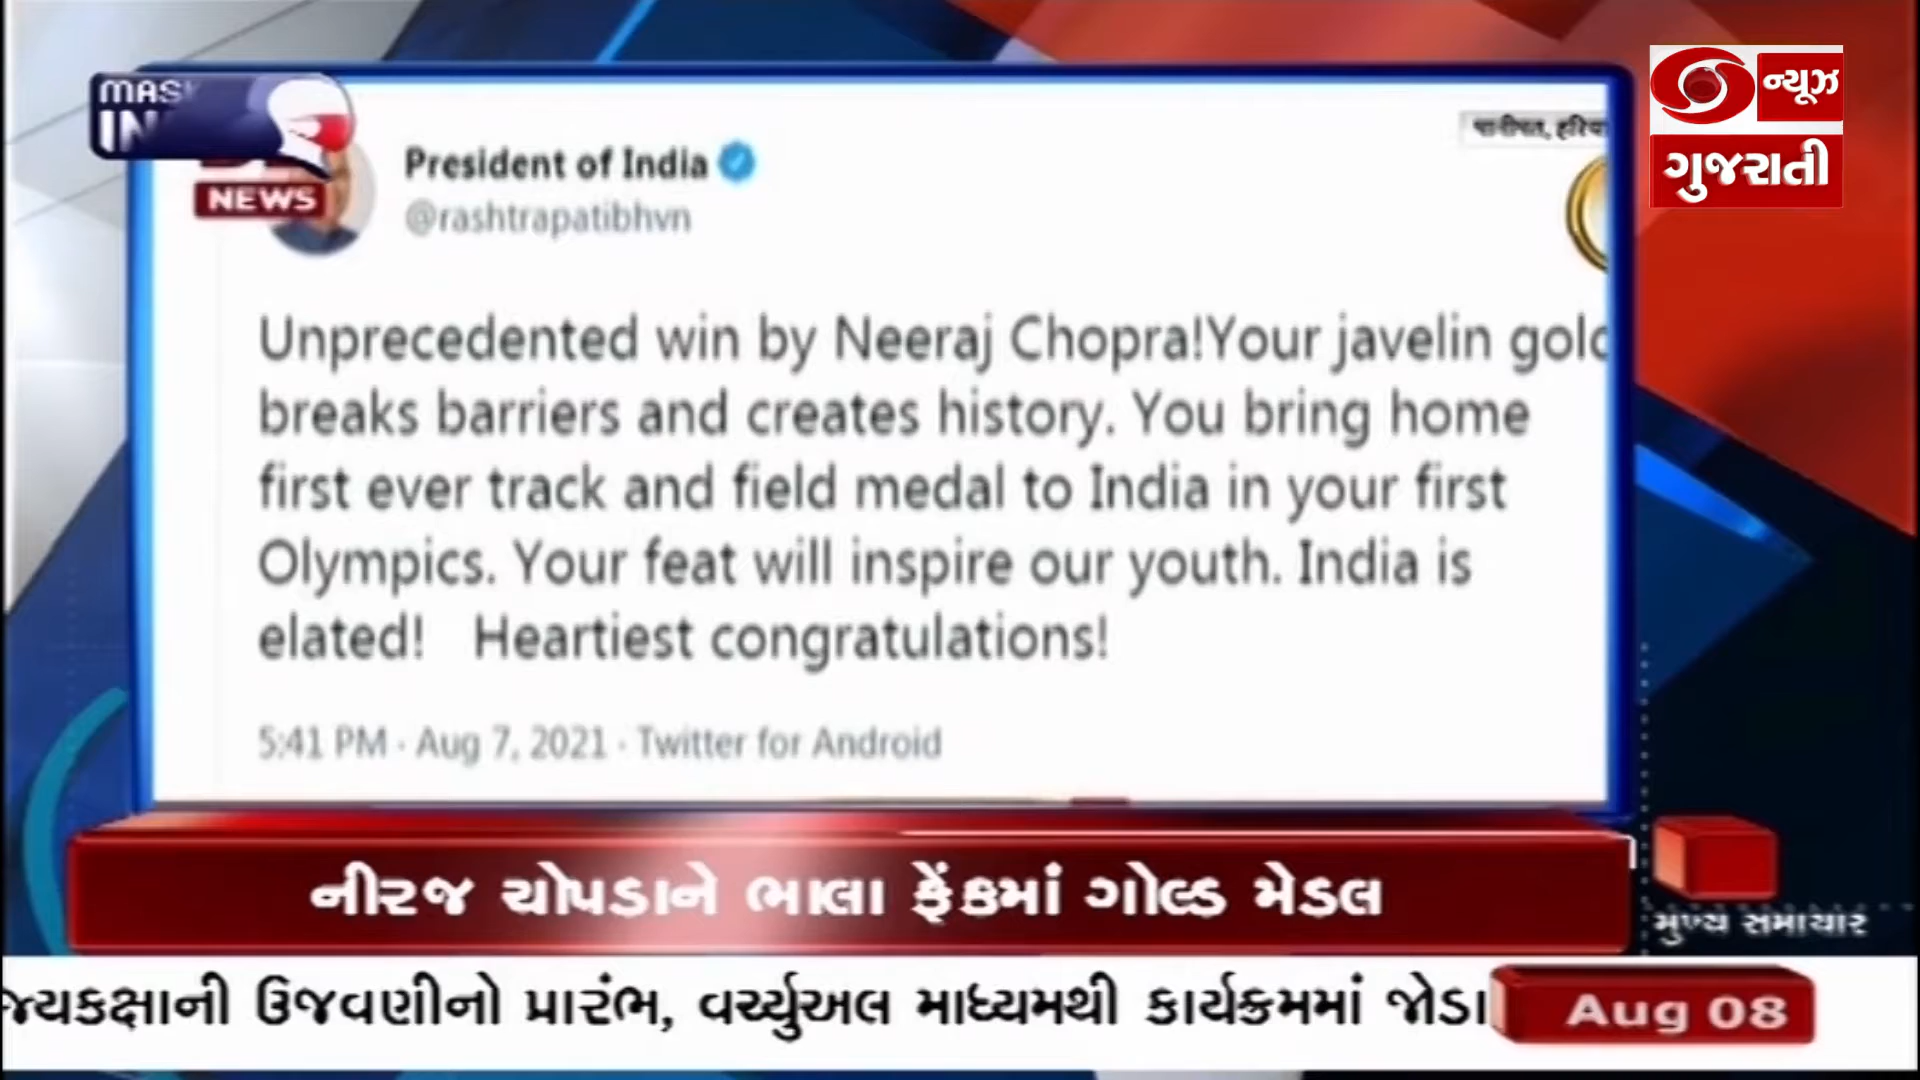 ન્યૂઝ
ગુજરાતી
NEWS
President of India
@rashtrapatibhvn
Unprecedented win by Neeraj Chopra!Your javelin gold
breaks barriers and creates history. You bring home
first ever track and field medal to India in your first
Olympics. Your feat will inspire our youth. India is
elated! Heartiest congratulations!
5:41 PM · Aug 7, 2021 · Twitter for Android
નીરજ ચોપડાને ભાલા ફેંકમાં ગોલ્ડ મેડલ
મુખ્ય સમાચાર
જ્યકક્ષાની ઉજવણીનો પ્રારંભ, વર્ચ્યુઅલ માધ્યમથી કાર્યક્રમમાં જોડા
Aug 08